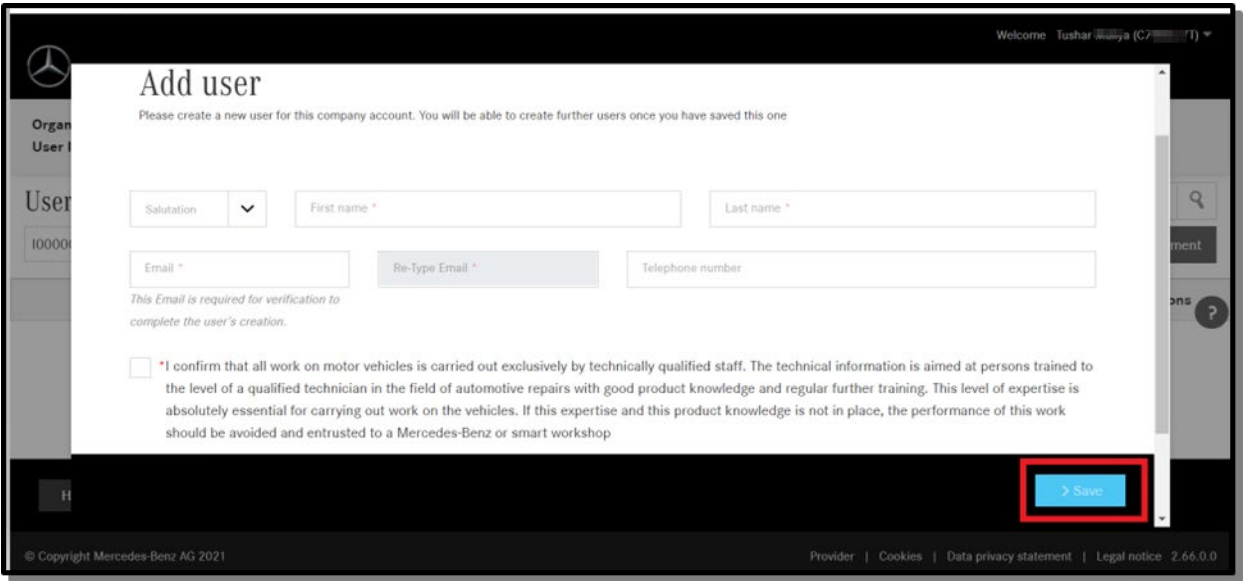 Welcome Tushar
Add user
Please create a new user for this company account. You will be able to create further users once you have saved this one
Organ
User I
User
Salutation
First name *
Last name *
I0000
ment
Email *
Re-Type Email *
Telephone number
This Email is required for verification to
complete the user's creation.
ons
?
*I confirm that all work on motor vehicles is carried out exclusively by technically qualified staff. The technical information is aimed at persons trained to
the level of a qualified technician in the field of automotive repairs with good product knowledge and regular further training. This level of expertise is
absolutely essential for carrying out work on the vehicles. If this expertise and this product knowledge is not in place, the performance of this work
should be avoided and entrusted to a Mercedes-Benz or smart workshop
H
> Save
© Copyright Mercedes-Benz AG 2021
Provider | Cookies | Data privacy statement | Legal notice 2.66.0.0